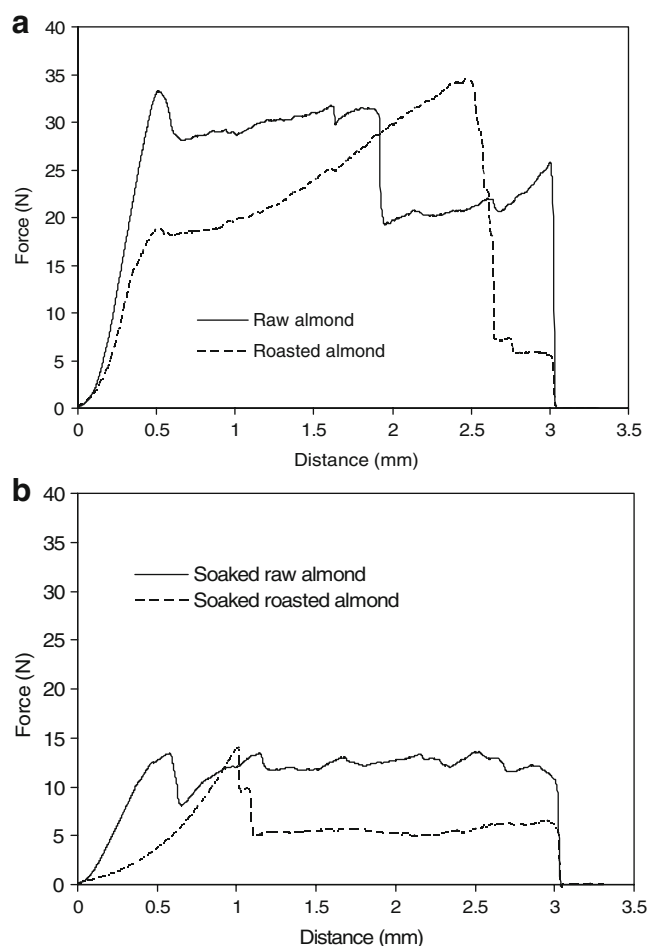 a
40
35
30
25
20
15
10
5
0
Force (N)
Raw almond
Roasted almond
0 0.5 1 1.5 2 2.5 3 3.5
Distance (mm)
b
40
35
30
25
20
15
10
5
0
Force (N)
Soaked raw almond
Soaked roasted almond
0 0.5 1 1.5 2 2.5 3 3.5
Distance (mm)